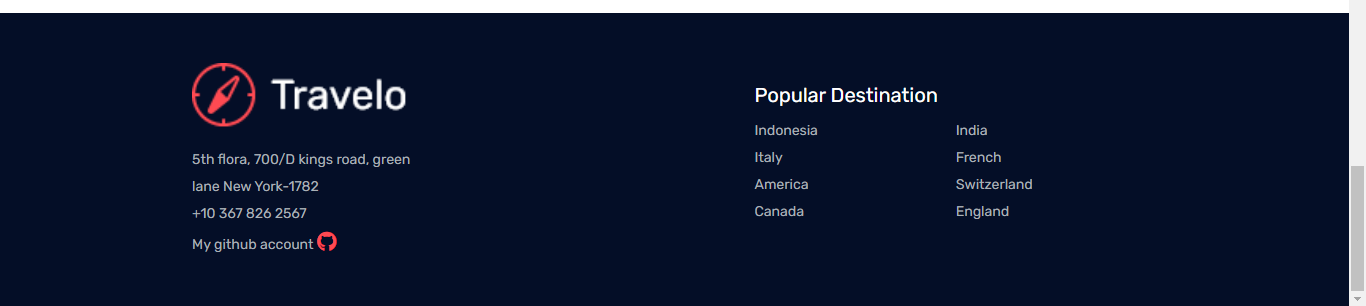 Travelo
5th flora, 700/D kings road, green
lane New York-1782
+10 367 826 2567
My github account
Popular Destination
Indonesia
Italy
America
Canada
India
French
Switzerland
England